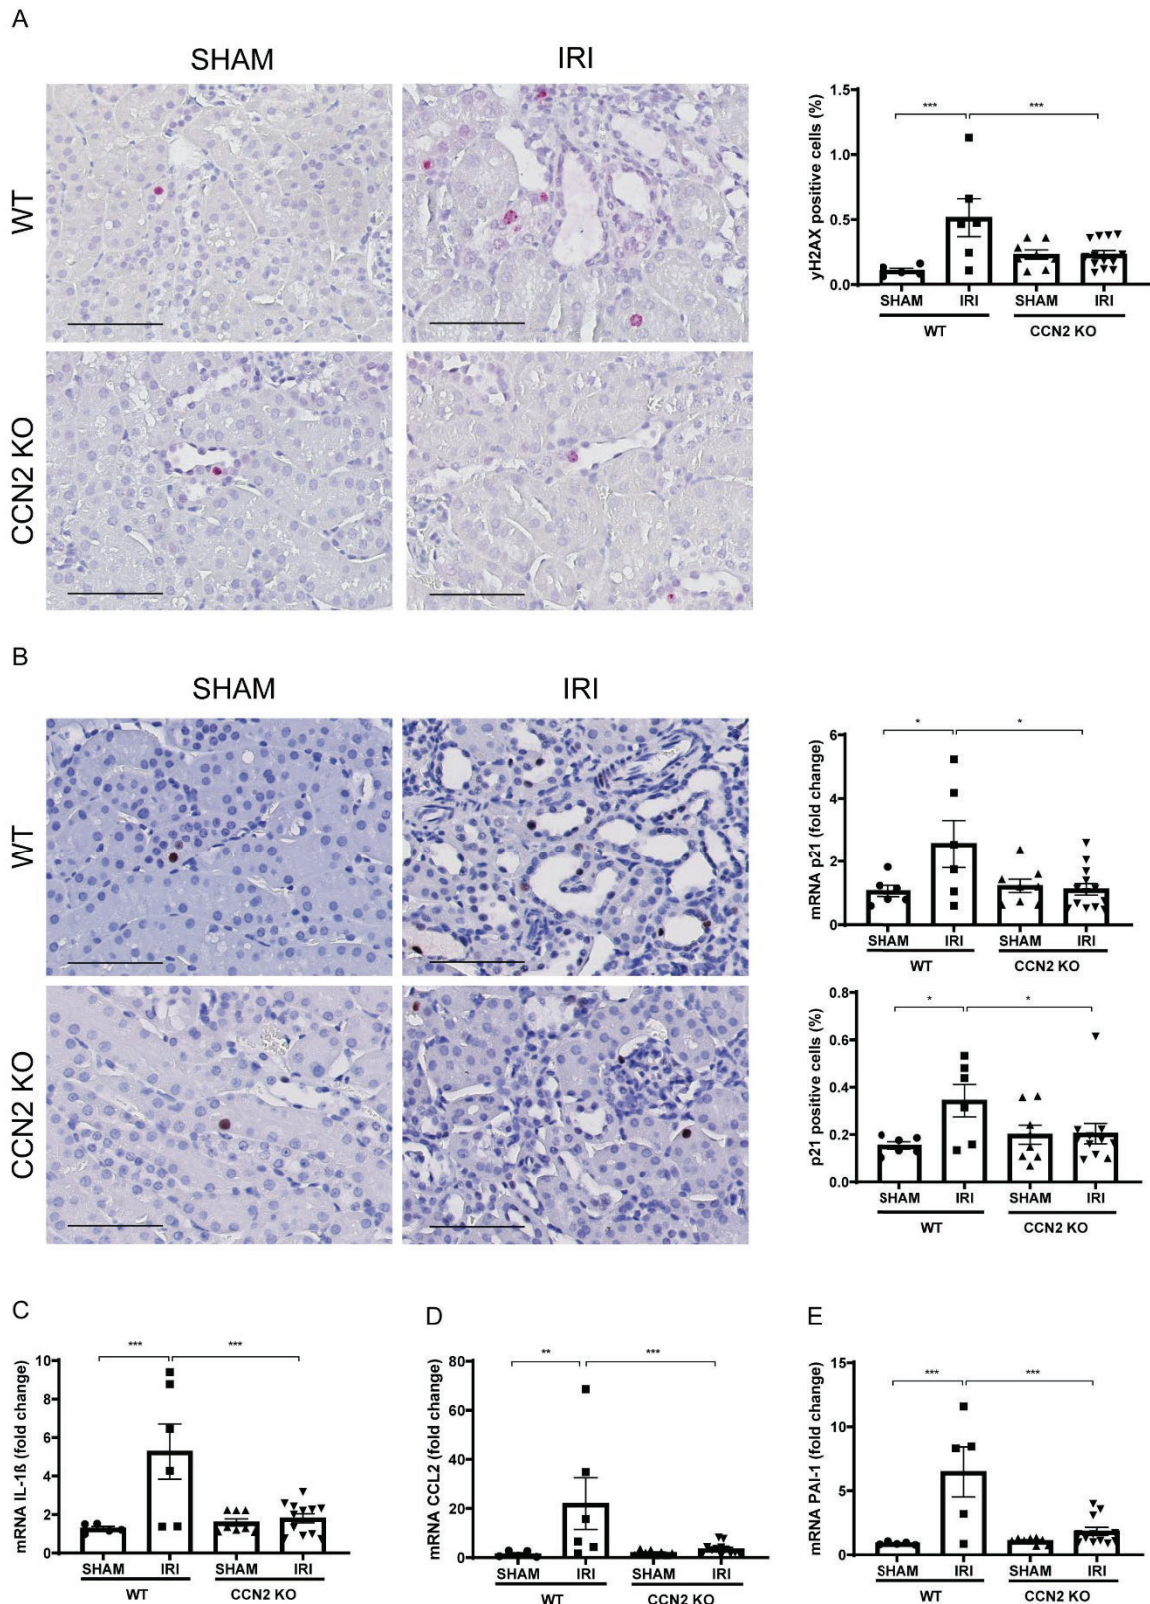 A
SHAM
IRI
WT
CCN2 KO
yH2AX positive cells (%)
1.5
1.0
0.5
0.0
***
***
SHAM
IRI
SHAM
IRI
WT
CCN2 KO
B
SHAM
IRI
WT
CCN2 KO
mRNA p21 (fold change)
6
4
2
0
*
*
SHAM
IRI
SHAM
IRI
WT
CCN2 KO
p21 positive cells (%)
0.8
0.6
0.4
0.2
0.0
*
*
SHAM
IRI
SHAM
IRI
WT
CCN2 KO
C
mRNA IL-1ß (fold change)
10
8
6
4
2
0
***
***
SHAM
IRI
SHAM
IRI
WT
CCN2 KO
D
mRNA CCL2 (fold change)
80
60
40
20
0
**
***
SHAM
IRI
SHAM
IRI
WT
CCN2 KO
E
mRNA PAI-1 (fold change)
15
10
5
0
***
***
SHAM
IRI
SHAM
IRI
WT
CCN2 KO